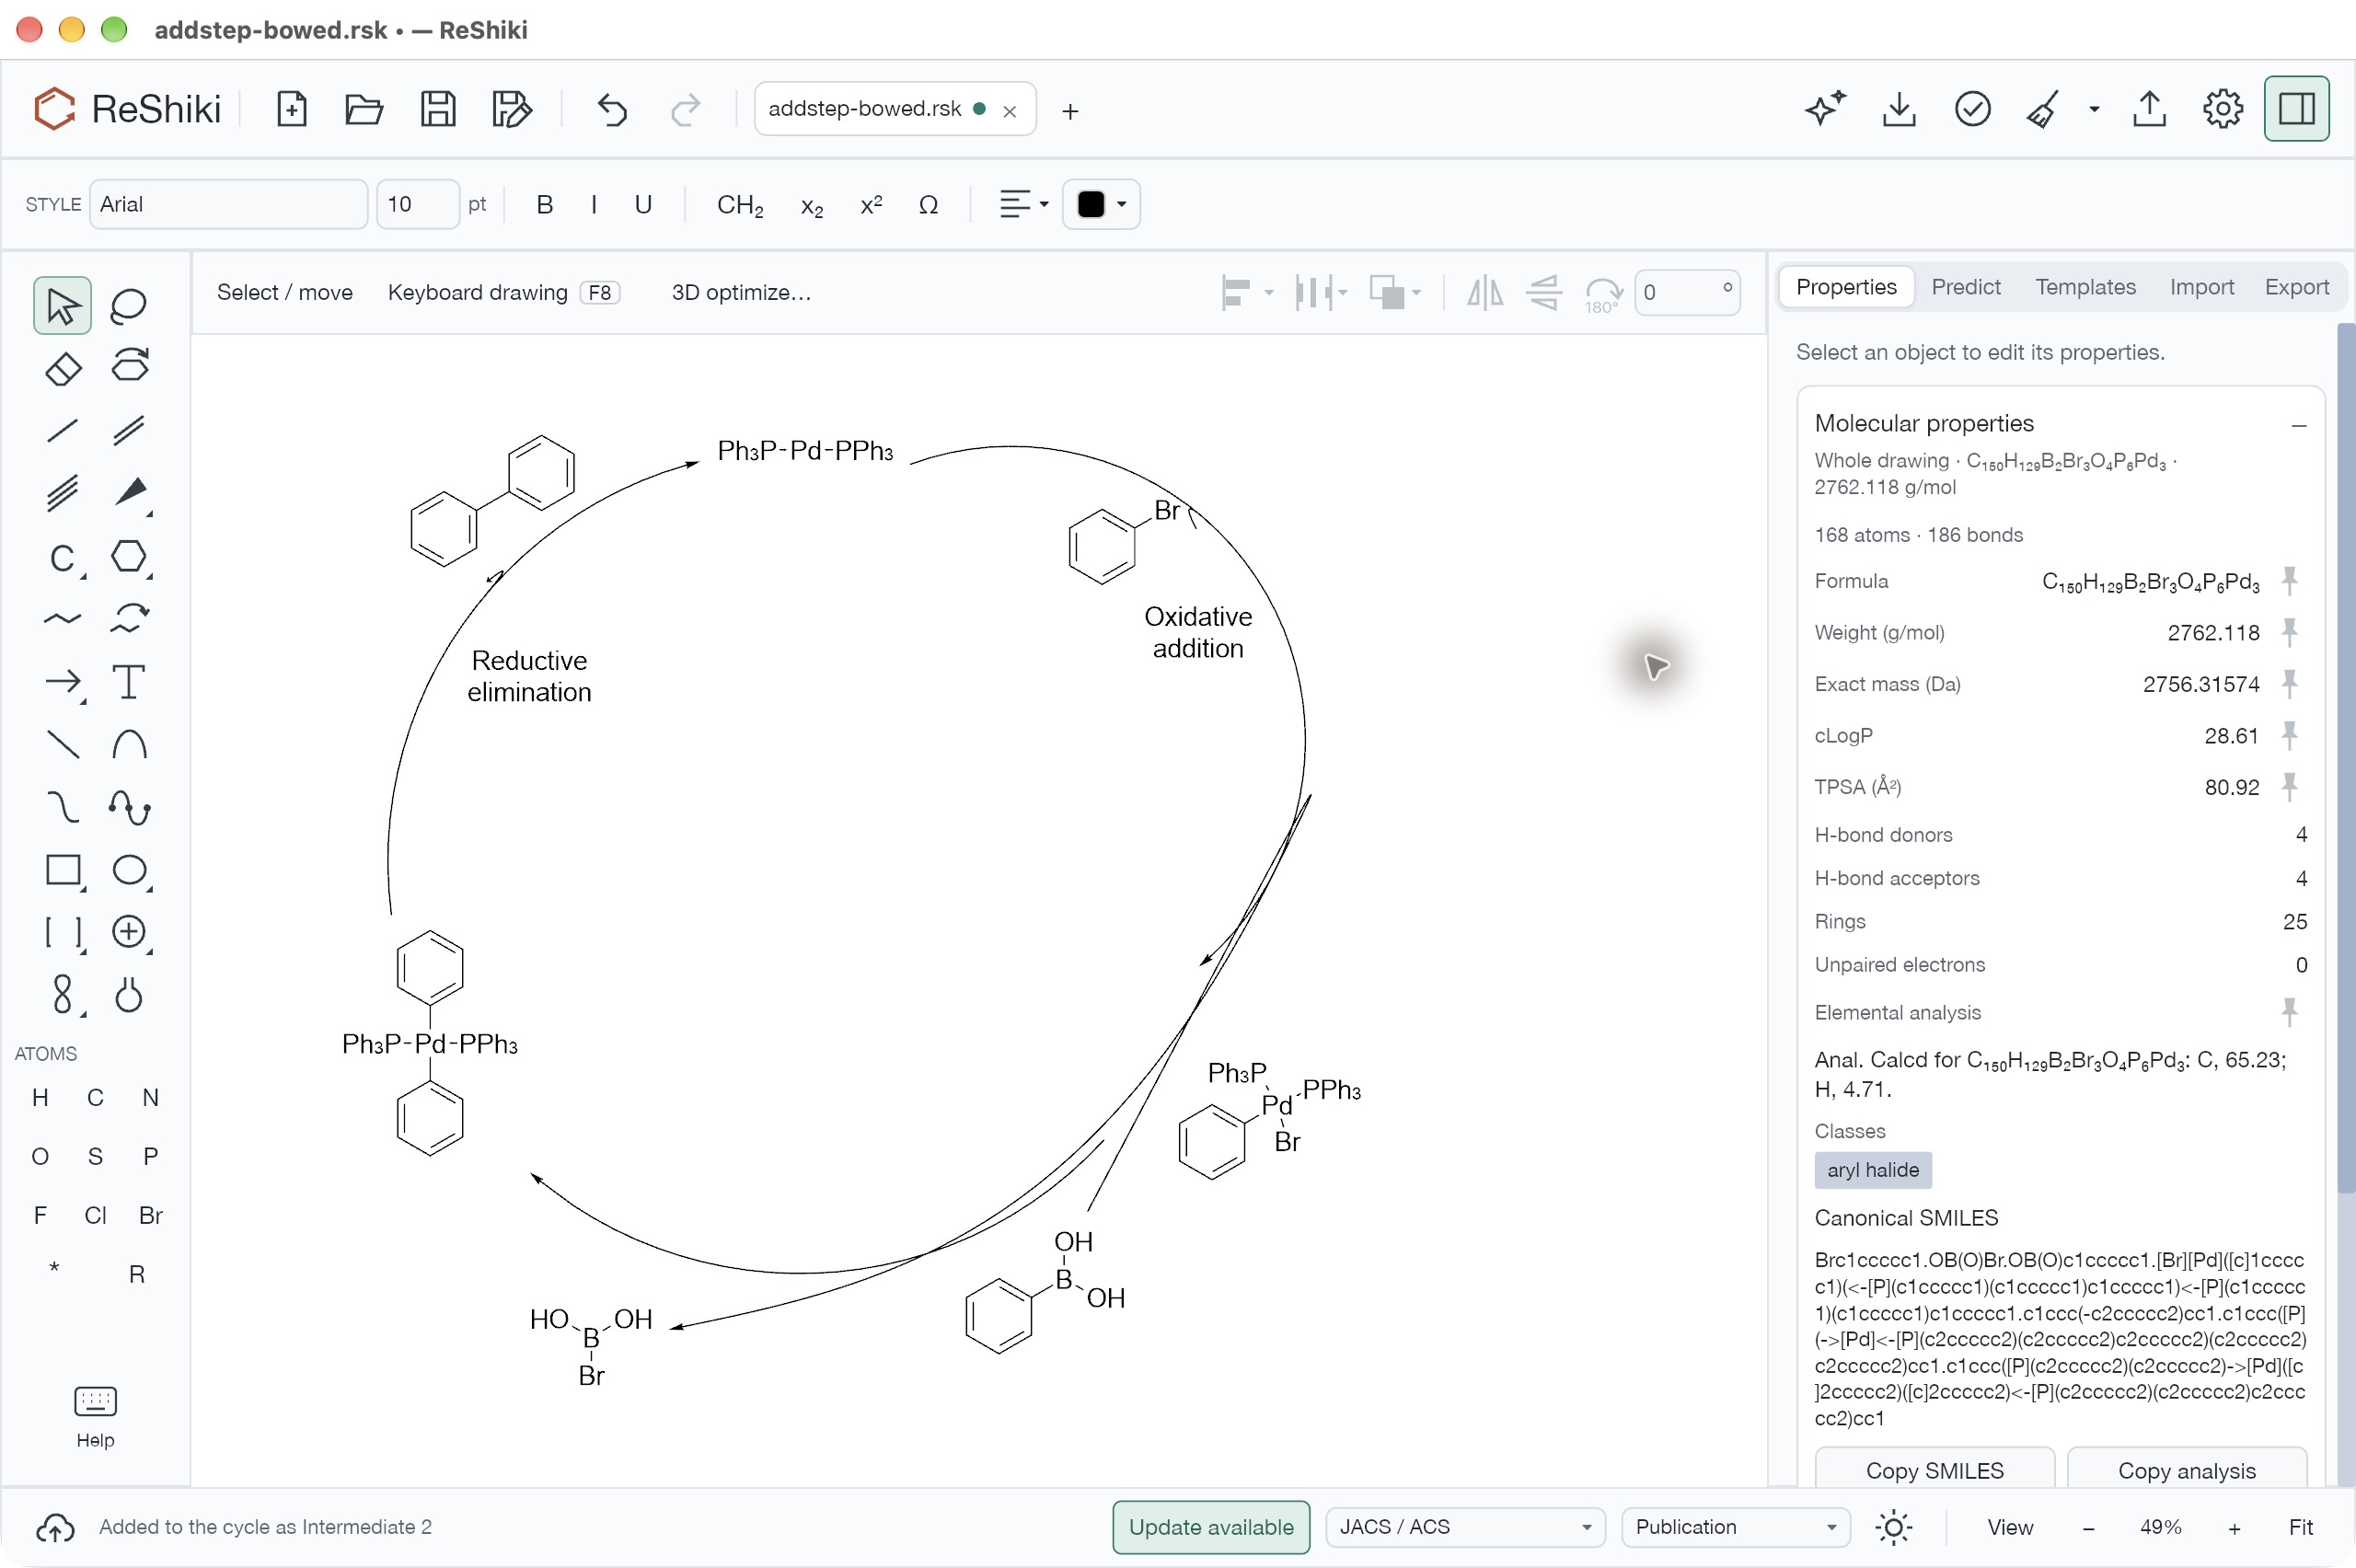 addstep-bowed.rsk • — ReShiki
ReShiki
addstep-bowed.rsk
STYLE Arial 10 pt B I U CH₂ x₂ x² Ω
Select / move Keyboard drawing F8 3D optimize…
180° 0 °
Properties Predict Templates Import Export
Select an object to edit its properties.
Molecular properties
Whole drawing · C₁₅₀H₁₂₉B₂Br₃O₄P₆Pd₃ ·
2762.118 g/mol
168 atoms · 186 bonds
Formula C₁₅₀H₁₂₉B₂Br₃O₄P₆Pd₃
Weight (g/mol) 2762.118
Exact mass (Da) 2756.31574
cLogP 28.61
TPSA (Å²) 80.92
H-bond donors 4
H-bond acceptors 4
Rings 25
Unpaired electrons 0
Elemental analysis
Anal. Calcd for C₁₅₀H₁₂₉B₂Br₃O₄P₆Pd₃: C, 65.23;
H, 4.71.
Classes
aryl halide
Canonical SMILES
Brc1ccccc1.OB(O)Br.OB(O)c1ccccc1.[Br][Pd]([c]1cccc
c1)(<-[P](c1ccccc1)(c1ccccc1)c1ccccc1)<-[P](c1ccccc
1)(c1ccccc1)c1ccccc1.c1ccc(-c2ccccc2)cc1.c1ccc([P]
(->[Pd]<-[P](c2ccccc2)(c2ccccc2)c2ccccc2)(c2ccccc2)
c2ccccc2)cc1.c1ccc([P](c2ccccc2)(c2ccccc2)->[Pd]([c
]2ccccc2)([c]2ccccc2)<-[P](c2ccccc2)(c2ccccc2)c2ccc
cc2)cc1
Copy SMILES Copy analysis
C
T
ATOMS
H C N
O S P
F Cl Br
* R
Help
Ph₃P-Pd-PPh₃
Br
Oxidative
addition
Reductive
elimination
Ph₃P-Pd-PPh₃
Ph₃P
PPh₃
Pd
Br
OH
B
OH
HO OH
B
Br
Added to the cycle as Intermediate 2
Update available JACS / ACS Publication View − 49% + Fit